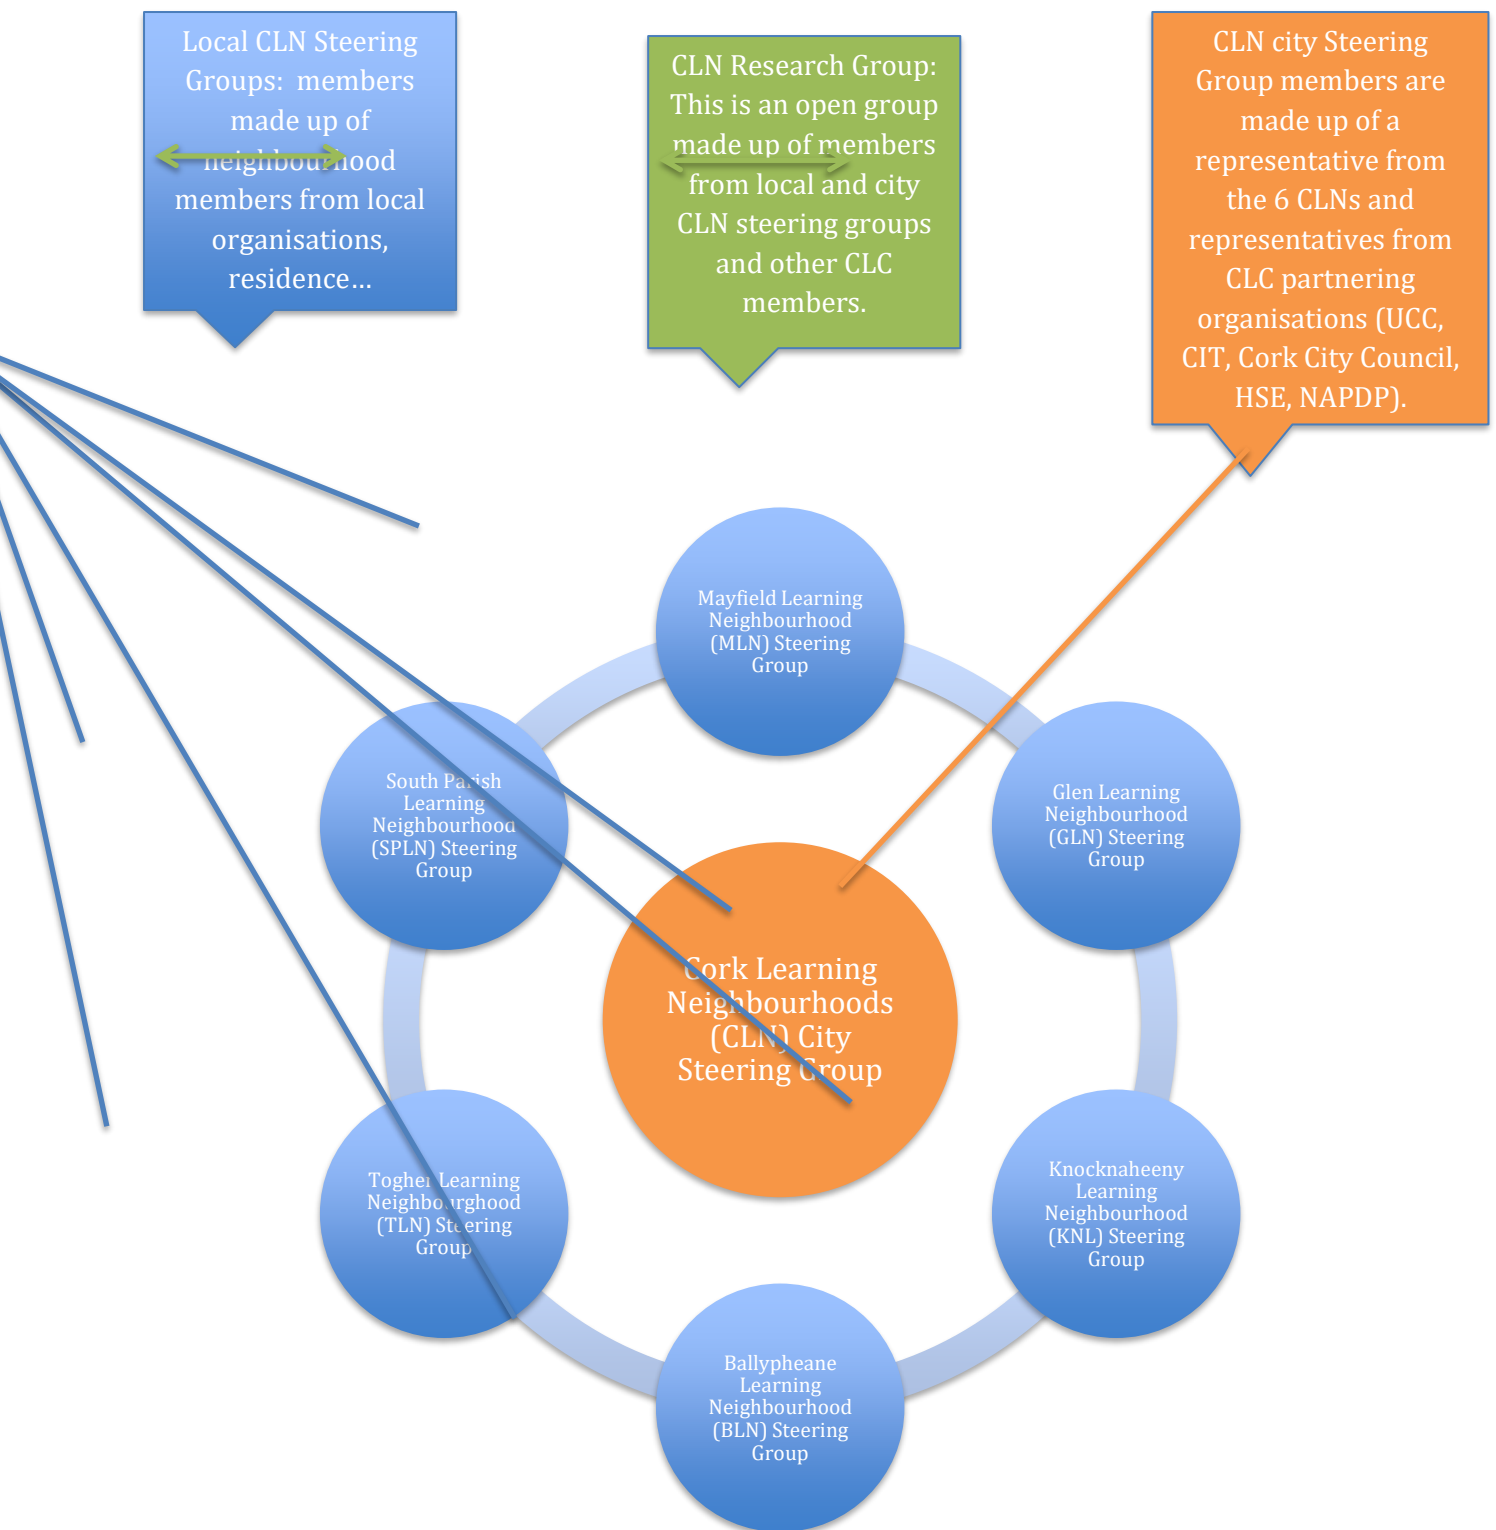 Local CLN Steering
Groups:  members
made up of
neighbourhood
members from local
organisations,
residence…
CLN Research Group:
This is an open group
made up of members
from local and city
CLN steering groups
and other CLC
members.
CLN city Steering
Group members are
made up of a
representative from
the 6 CLNs and
representatives from
CLC partnering
organisations (UCC,
CIT, Cork City Council,
HSE, NAPDP).
Mayfield Learning
Neighbourhood
(MLN) Steering
Group
South Parish
Learning
Neighbourhood
(SPLN) Steering
Group
Glen Learning
Neighbourhood
(GLN) Steering
Group
Cork Learning
Neighbourhoods
(CLN) City
Steering Group
Togher Learning
Neighbourghood
(TLN) Steering
Group
Knocknaheeny
Learning
Neighbourhood
(KNL) Steering
Group
Ballypheane
Learning
Neighbourhood
(BLN) Steering
Group